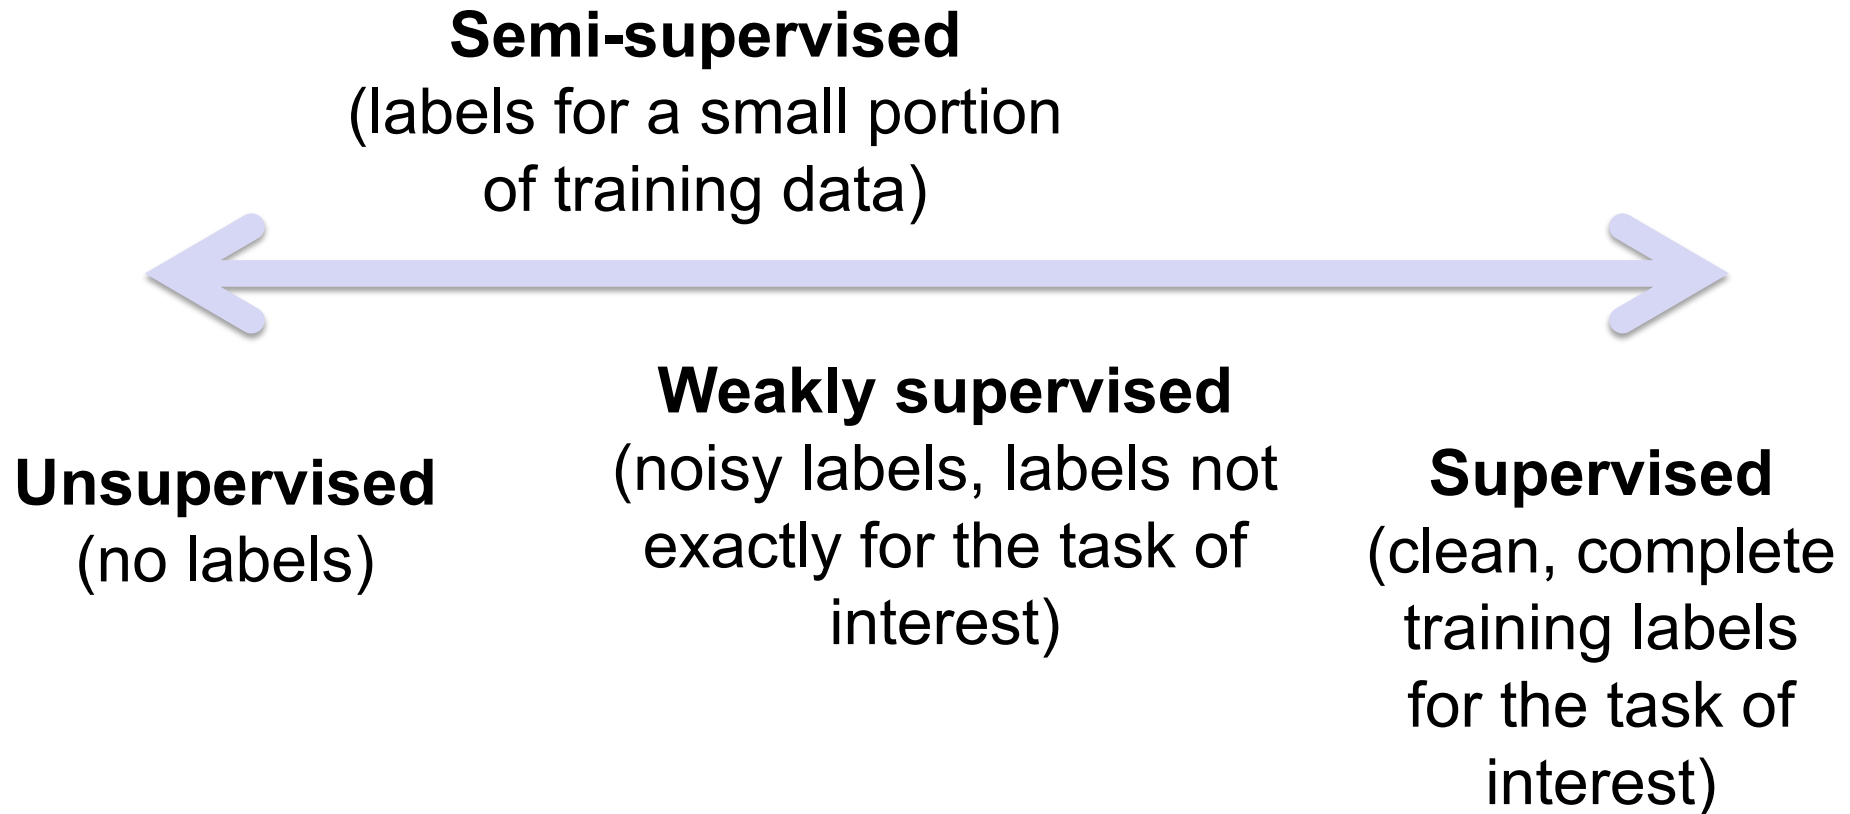 Semi-supervised
(labels for a small portion
of training data)
Unsupervised
(no labels)
Weakly supervised
(noisy labels, labels not
exactly for the task of
interest)
Supervised
(clean, complete
training labels
for the task of
interest)